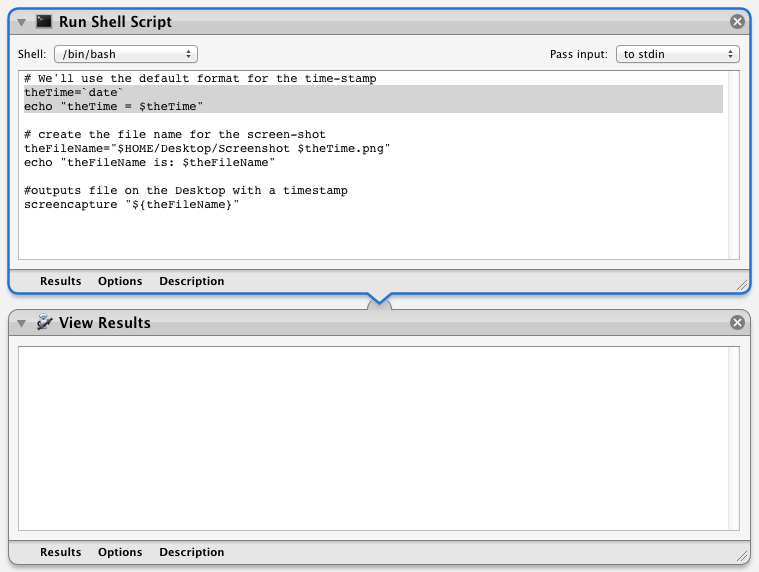 Run Shell Script
Shell: /bin/bash Pass input: to stdin
# We'll use the default format for the time-stamp
theTime=`date`
echo "theTime = $theTime"
# create the file name for the screen-shot
theFileName="$HOME/Desktop/Screenshot $theTime.png"
echo "theFileName is: $theFileName"
#outputs file on the Desktop with a timestamp
screencapture "${theFileName}"
Results Options Description
View Results
Results Options Description